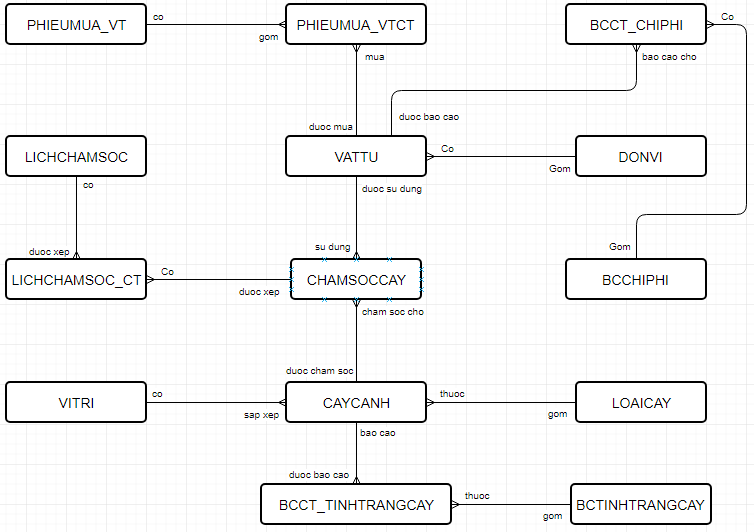 PHIEUMUA_VT
co
gom
PHIEUMUA_VTCT
BCCT_CHIPHI
Co
mua
bao cao cho
duoc mua
duoc bao cao
LICHCHAMSOC
VATTU
Co
Gom
DONVI
co
duoc su dung
duoc xep
su dung
Gom
LICHCHAMSOC_CT
Co
duoc xep
CHAMSOCCAY
BCCHIPHI
cham soc cho
duoc cham soc
VITRI
co
sap xep
CAYCANH
thuoc
gom
LOAICAY
bao cao
duoc bao cao
BCCT_TINHTRANGCAY
thuoc
gom
BCTINHTRANGCAY